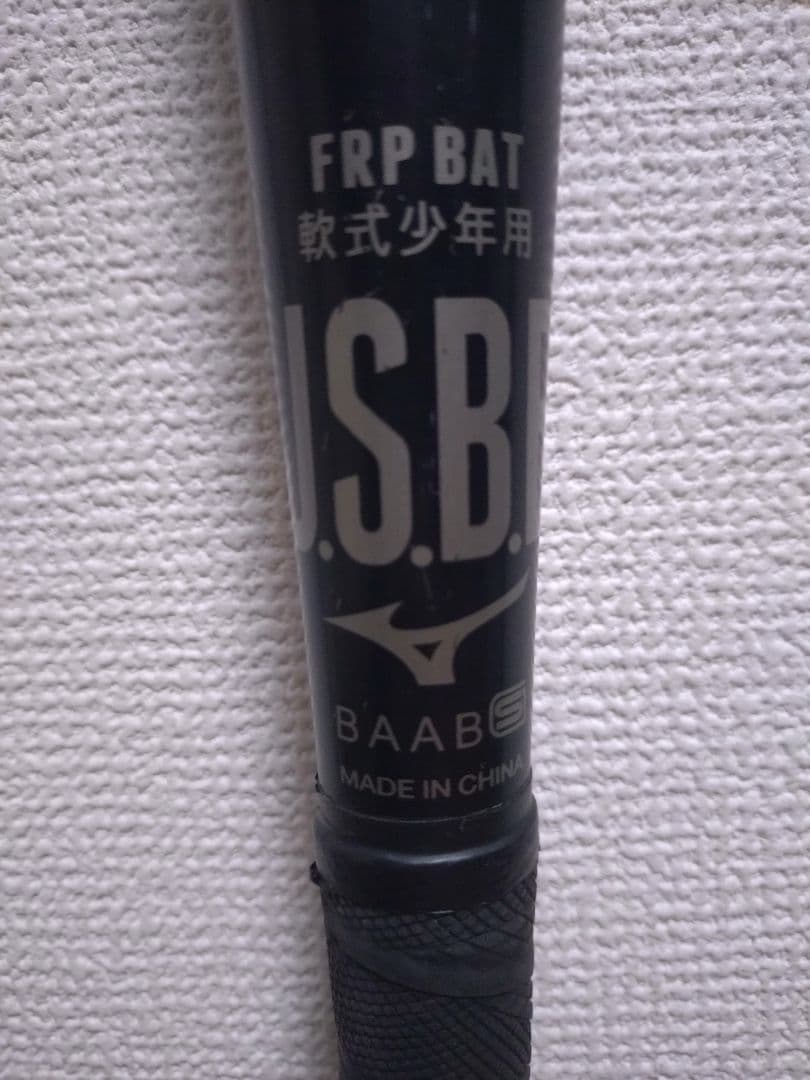 FRP BAT
軟式少年用
J.S.B.B
BAAB S
MADE IN CHINA